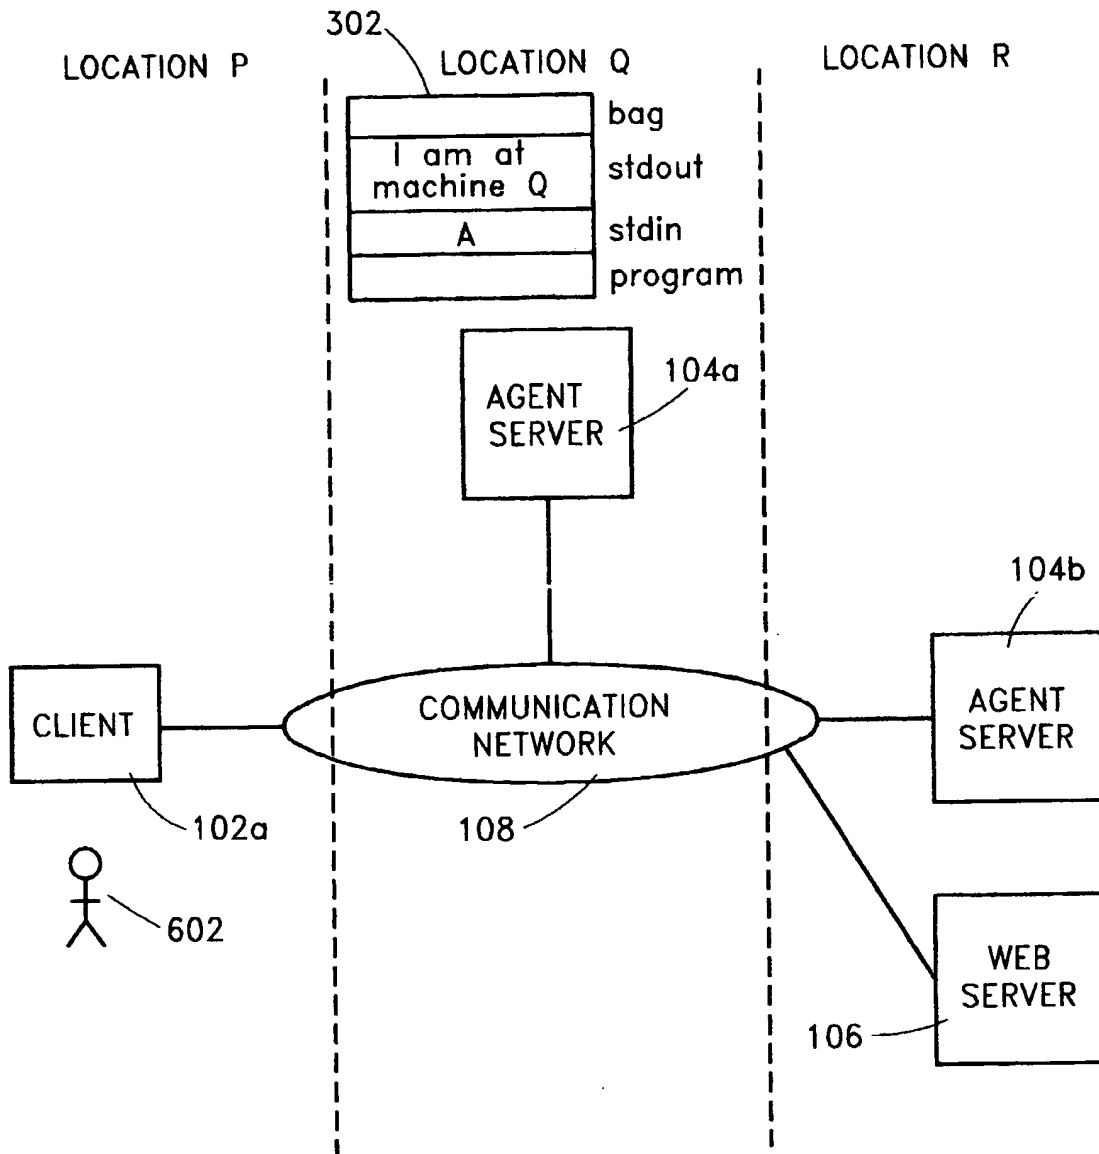 302
LOCATION P
LOCATION Q
LOCATION R
bag
I am at
machine Q
stdout
A
stdin
program
AGENT
SERVER
104a
104b
CLIENT
COMMUNICATION
NETWORK
AGENT
SERVER
102a
108
602
WEB
SERVER
106